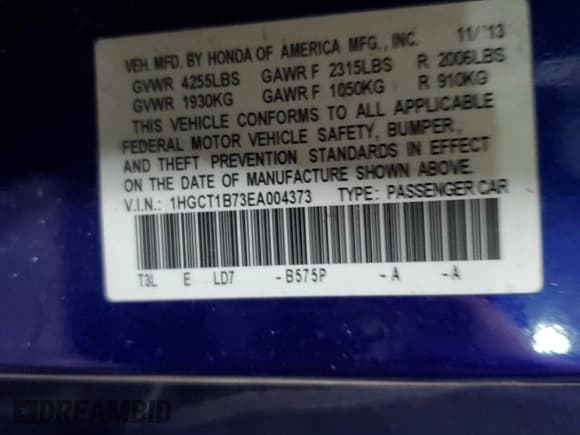 VEH. MFD. BY HONDA OF AMERICA MFG., INC. 11/'13
GVWR 4255LBS GAWR F 2315LBS R 2006LBS
GVWR 1930KG GAWR F 1050KG R 910KG
THIS VEHICLE CONFORMS TO ALL APPLICABLE
FEDERAL MOTOR VEHICLE SAFETY, BUMPER,
AND THEFT PREVENTION STANDARDS IN EFFECT
ON THE DATE OF MANUFACTURE SHOWN ABOVE.
V.I.N.: 1HGCT1B73EA004373 TYPE: PASSENGER CAR
T3L E LD7 -B575P -A -A
DREAMBID